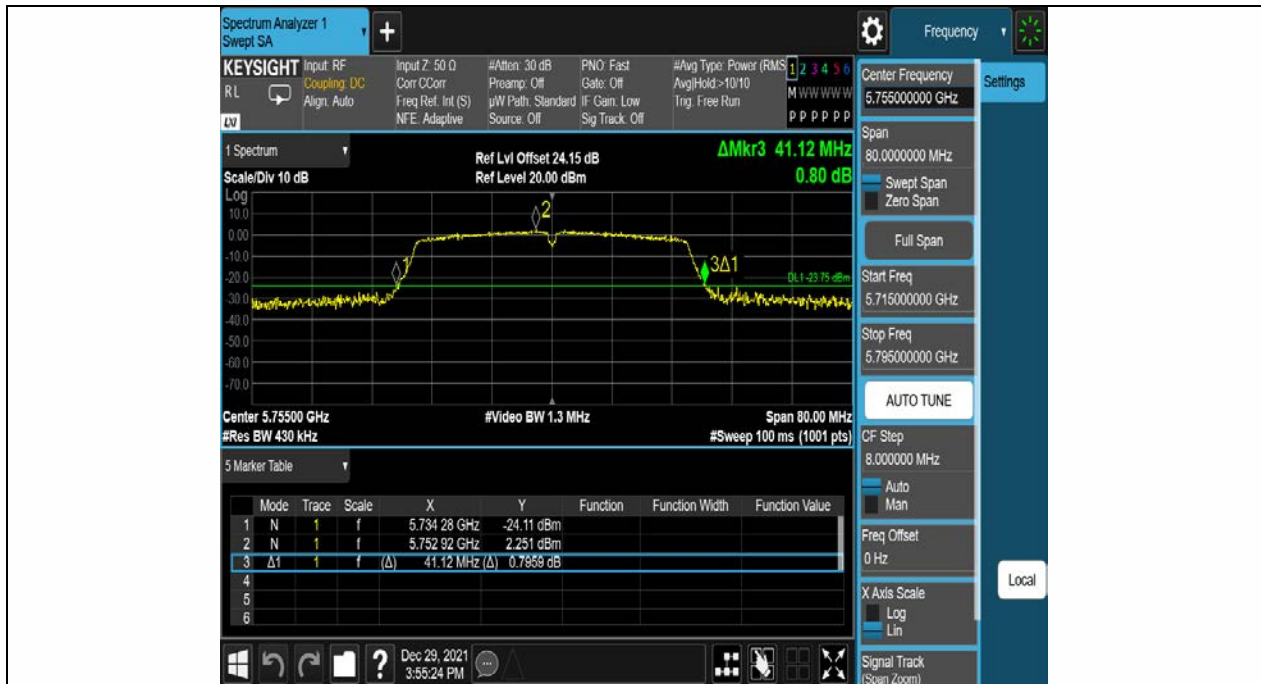 Spectrum Analyzer 1
Swept SA
+
Frequency
KEYSIGHT
RL
LXI
Input: RF
Coupling: DC
Align: Auto
Input Z: 50 Ω
Corr CCorr
Freq Ref: Int (S)
NFE: Adaptive
#Atten: 30 dB
Preamp: Off
µW Path: Standard
Source: Off
PNO: Fast
Gate: Off
IF Gain: Low
Sig Track: Off
#Avg Type: Power (RMS
Avg|Hold:>10/10
Trig: Free Run
1 2 3 4 5 6
M W W W W W
P P P P P P
1 Spectrum
Scale/Div 10 dB
Ref Lvl Offset 24.15 dB
Ref Level 20.00 dBm
ΔMkr3 41.12 MHz
0.80 dB
Log
10.0
0.00
-10.0
-20.0
-30.0
-40.0
-50.0
-60.0
-70.0
1
2
3Δ1
DL1 -23.75 dBm
Center 5.75500 GHz
#Video BW 1.3 MHz
Span 80.00 MHz
#Res BW 430 kHz
#Sweep 100 ms (1001 pts)
5 Marker Table
Mode Trace Scale X Y Function Function Width Function Value
1 N 1 f 5.734 28 GHz -24.11 dBm
2 N 1 f 5.752 92 GHz 2.251 dBm
3 Δ1 1 f (Δ) 41.12 MHz (Δ) 0.7959 dB
4
5
6
Dec 29, 2021
3:55:24 PM
?
Center Frequency
5.755000000 GHz
Settings
Span
80.0000000 MHz
Swept Span
Zero Span
Full Span
Start Freq
5.715000000 GHz
Stop Freq
5.795000000 GHz
AUTO TUNE
CF Step
8.000000 MHz
Auto
Man
Freq Offset
0 Hz
X Axis Scale
Log
Lin
Local
Signal Track
(Span Zoom)